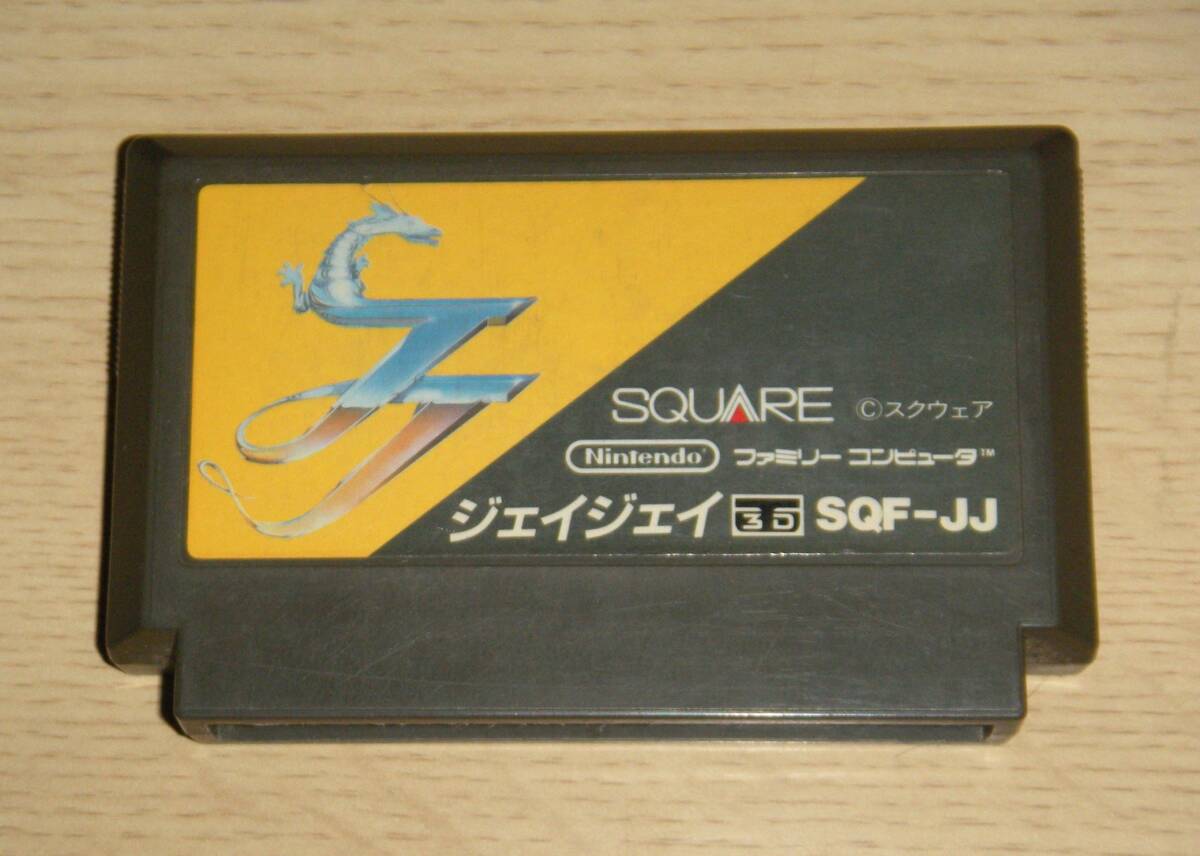 JJ
SQUARE ©スクウェア
Nintendo® ファミリー コンピュータ™
ジェイジェイ 3D SQF-JJ